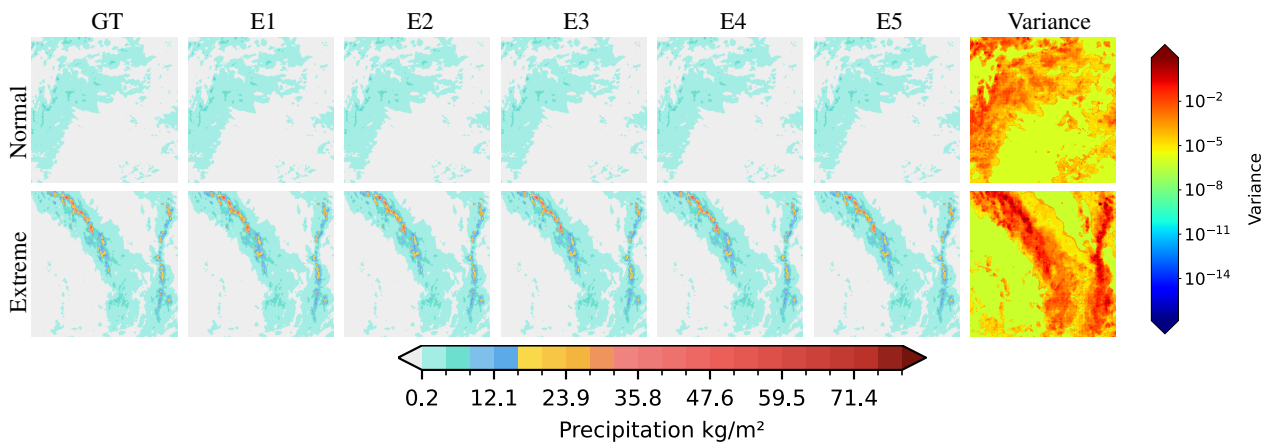 GT E1 E2 E3 E4 E5 Variance
Normal
Extreme
10⁻²
10⁻⁵
10⁻⁸
10⁻¹¹
10⁻¹⁴
Variance
0.2 12.1 23.9 35.8 47.6 59.5 71.4
Precipitation kg/m²